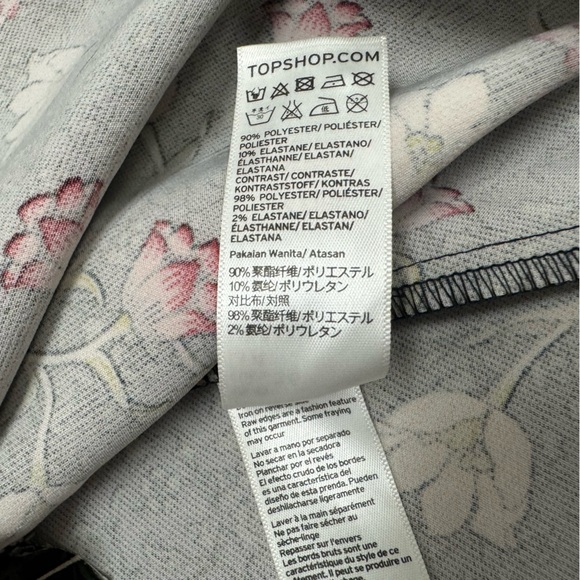 TOPSHOP.COM
30
90% POLYESTER/ POLIÉSTER/
POLIESTER
10% ELASTANE/ ELASTANO/
ÉLASTHANNE/ ELASTAN/
ELASTANA
CONTRAST/ CONTRASTE/
KONTRASTSTOFF/ KONTRAS
98% POLYESTER/ POLIÉSTER/
POLIESTER
2% ELASTANE/ ELASTANO/
ÉLASTHANNE/ ELASTAN/
ELASTANA
Pakaian Wanita/ Atasan
90% 聚酯纤维/ ポリエステル
10% 氨纶/ ポリウレタン
对比布/ 対照
98% 聚酯纤维/ ポリエステル
2% 氨纶/ ポリウレタン
Iron on reverse side
Raw edges are a fashion feature
of this garment. Some fraying
may occur
Lavar a mano por separado
No secar en la secadora
Planchar por el revés
El efecto crudo de los bordes
es una característica del
diseño de esta prenda. Pueden
deshilacharse ligeramente
Laver à la main séparément
Ne pas faire sécher au
sèche-linge
Repasser sur l'envers
Les bords bruts sont une
caractéristique du style de ce
vêtement. Il peut se produire un